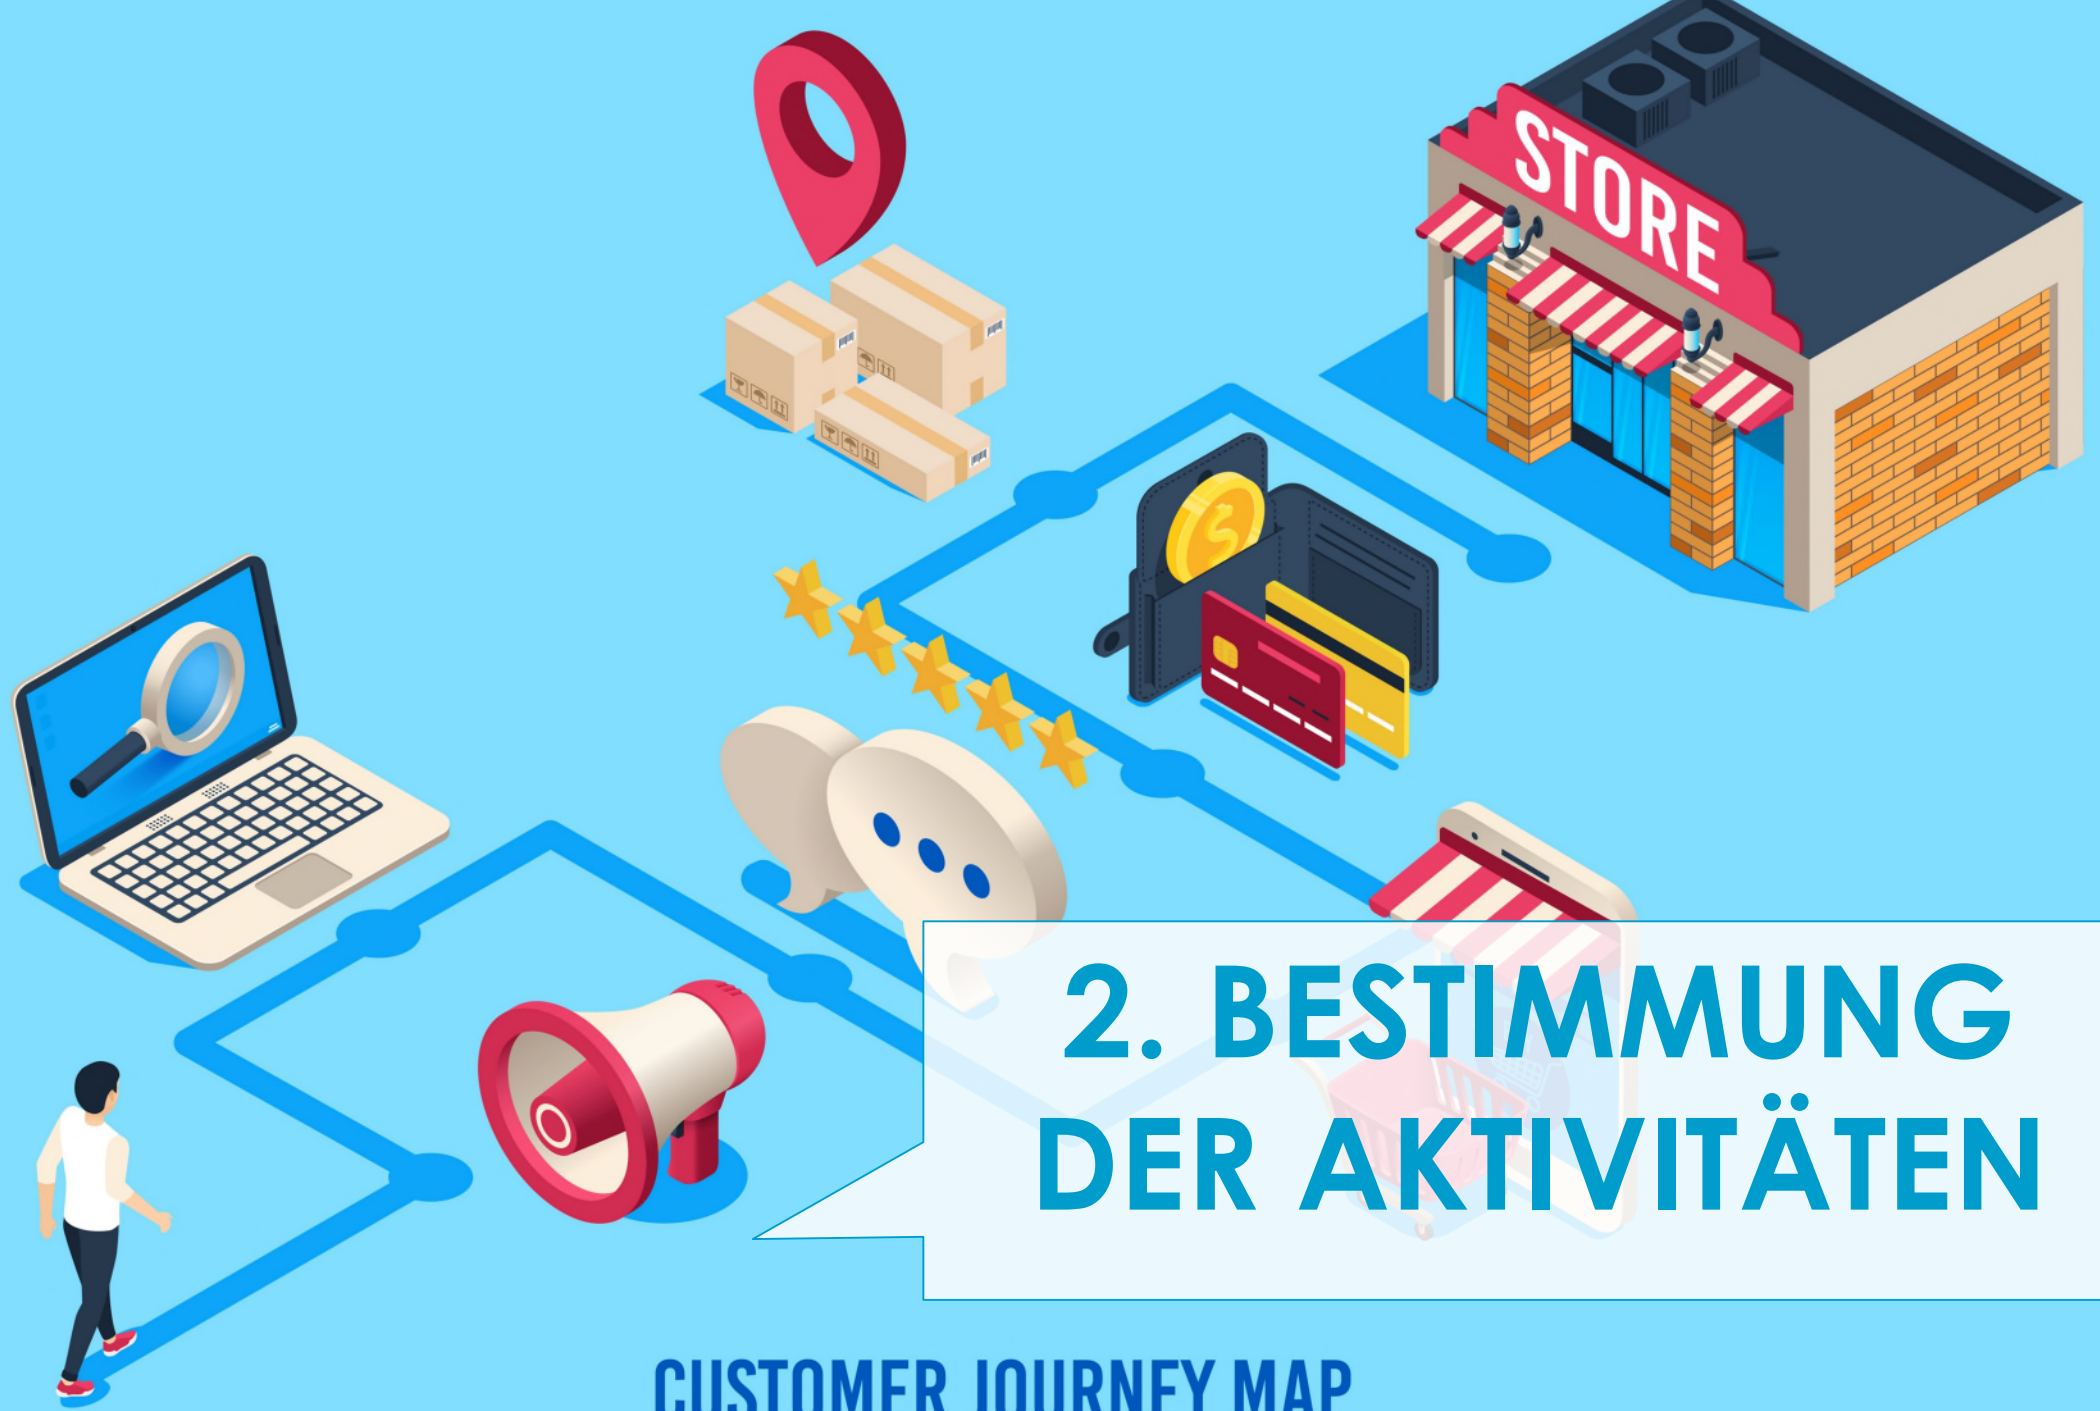 STORE
2. BESTIMMUNG
DER AKTIVITÄTEN
CUSTOMER JOURNEY MAP